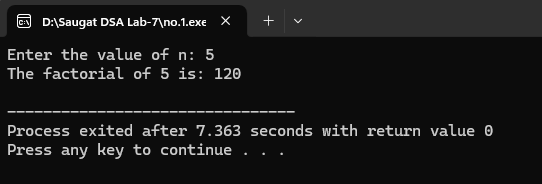 D:\Saugat DSA Lab-7\no.1.exe
Enter the value of n: 5
The factorial of 5 is: 120
--------------------------------
Process exited after 7.363 seconds with return value 0
Press any key to continue . . .